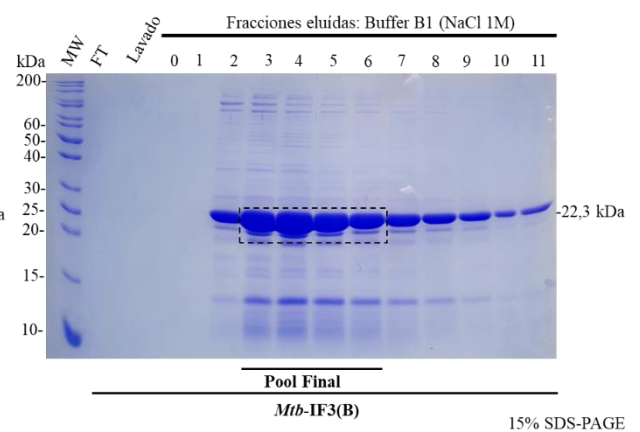 Fracciones eluídas: Buffer B1 (NaCl 1M)
kDa MW FT Lavado 0 1 2 3 4 5 6 7 8 9 10 11
200-
60-
50-
40-
30-
25-
a
-22,3 kDa
20-
15-
10-
Pool Final
Mtb-IF3(B)
15% SDS-PAGE